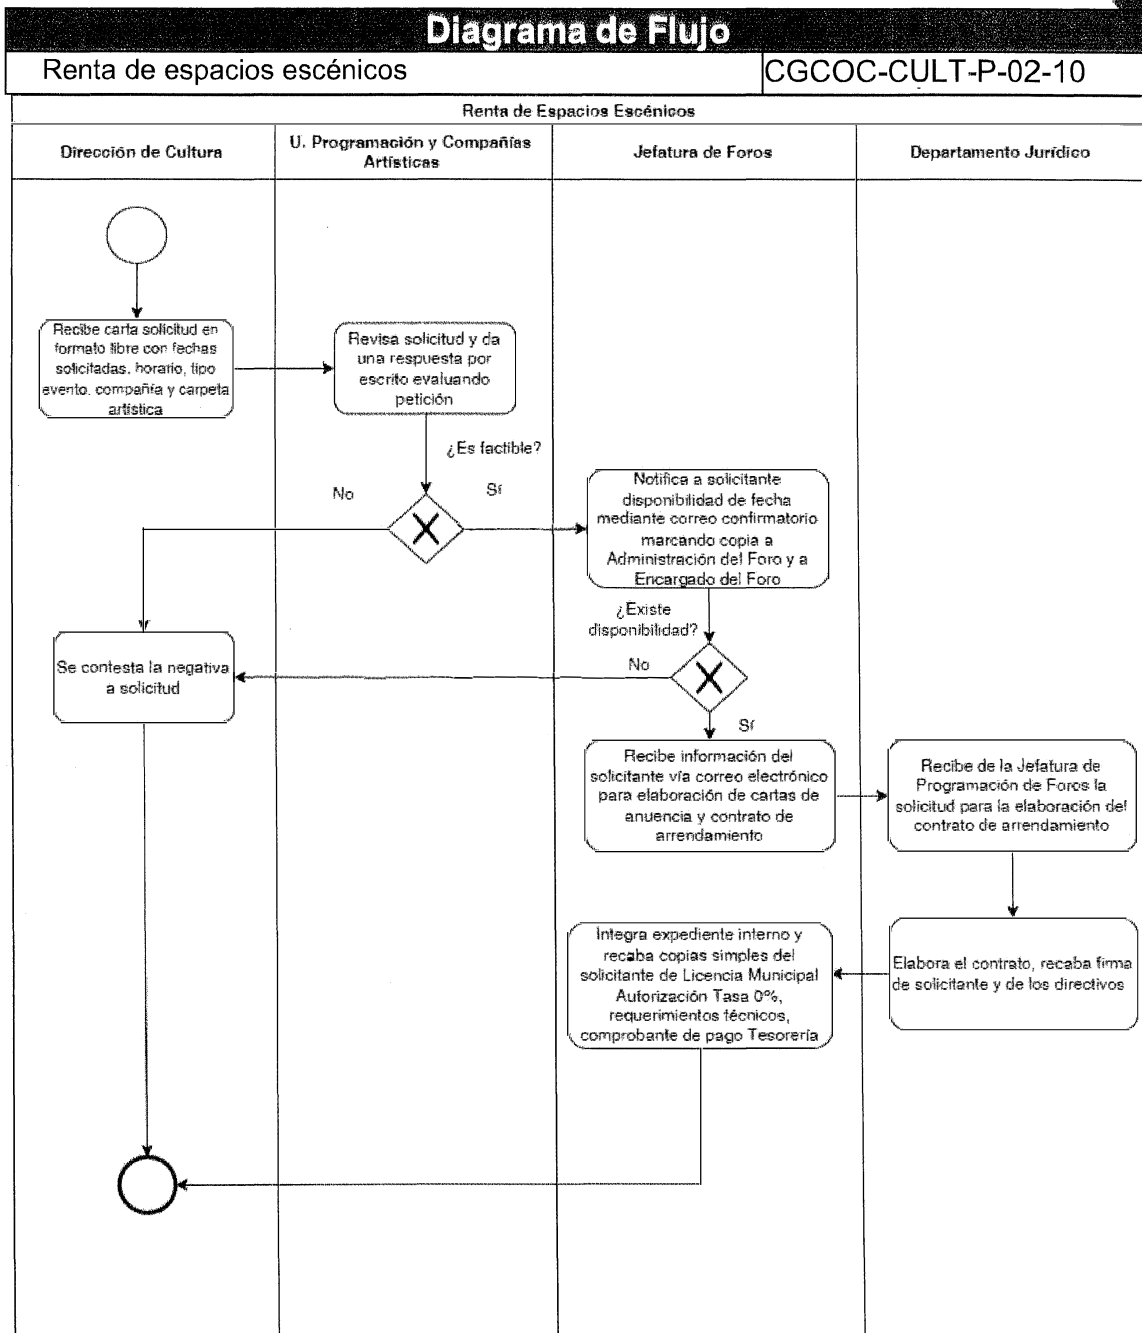 Diagrama de Flujo
Renta de espacios escénicos
CGCOC-CULT-P-02-10
Renta de Espacios Escénicos
Dirección de Cultura
U. Programación y Compañías
Artísticas
Jefatura de Foros
Departamento Jurídico
Recibe carta solicitud en
formato libre con fechas
solicitadas, horario, tipo
evento, compañía y carpeta
artística
Revisa solicitud y da
una respuesta por
escrito evaluando
petición
¿Es factible?
No
Sí
Notifica a solicitante
disponibilidad de fecha
mediante correo confirmatorio
marcando copia a
Administración del Foro y a
Encargado del Foro
¿Existe
disponibilidad?
No
Sí
Se contesta la negativa
a solicitud
Recibe información del
solicitante vía correo electrónico
para elaboración de cartas de
anuencia y contrato de
arrendamiento
Recibe de la Jefatura de
Programación de Foros la
solicitud para la elaboración del
contrato de arrendamiento
Elabora el contrato, recaba firma
de solicitante y de los directivos
Integra expediente interno y
recaba copias simples del
solicitante de Licencia Municipal
Autorización Tasa 0%,
requerimientos técnicos,
comprobante de pago Tesorería